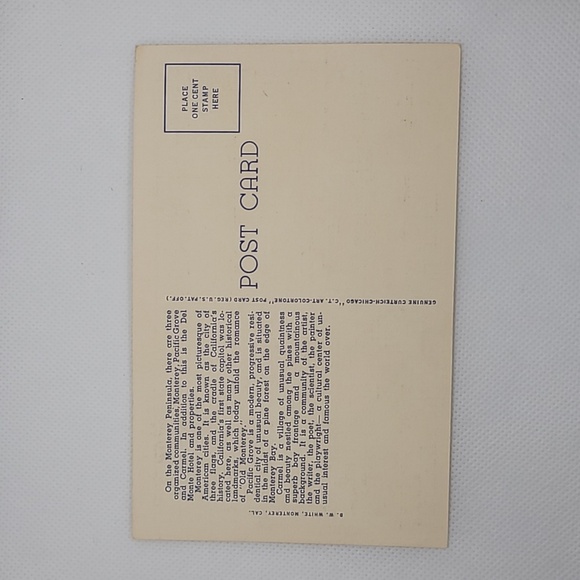 On the Monterey Peninsula, there are three
organized communities, Monterey, Pacific Grove
and Carmel. In addition to this is the Del
Monte Hotel and properties.
Monterey is one of the most picturesque of
American cities. It is known as the city of
three flags, and the cradle of California's
history. California's first state capitol was lo-
cated here, as well as many other historical
landmarks, which today unfold the romance
of "Old Monterey."
Pacific Grove is a modern, progressive resi-
dential city of unusual beauty, and is situated
in the midst of a pine forest on the edge of
Monterey Bay.
Carmel is a village of unusual quaintness
and beauty nestled among the pines with a
superb bay frontage and a mountainous
background. It is a community of the artist,
the writer, the poet, the scientist, the painter
and the playwright—a cultural center of un-
usual interest and famous the world over.
D. W. WHITE, MONTEREY, CAL.
GENUINE CURTEICH-CHICAGO "C.T. ART-COLORTONE" POST CARD (REG. U.S. PAT. OFF.)
POST CARD
PLACE
ONE CENT
STAMP
HERE